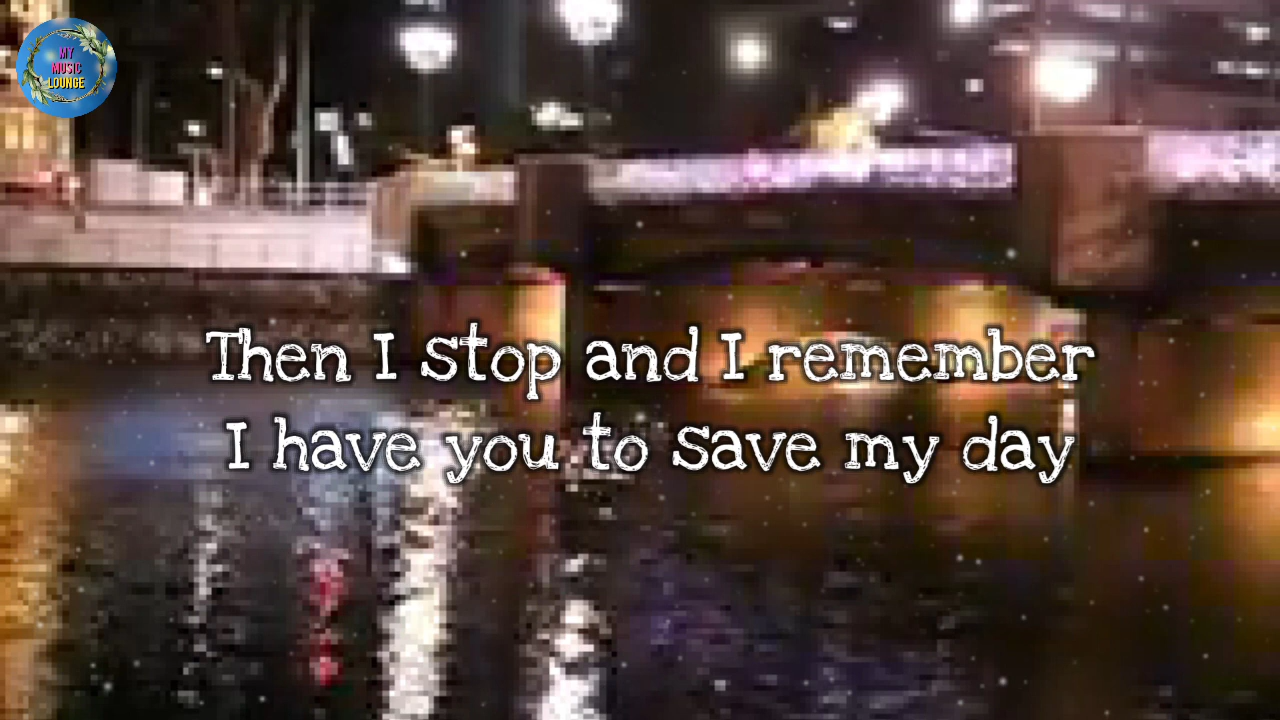 MY
MUSIC
LOUNGE
Then I stop and I remember
I have you to save my day